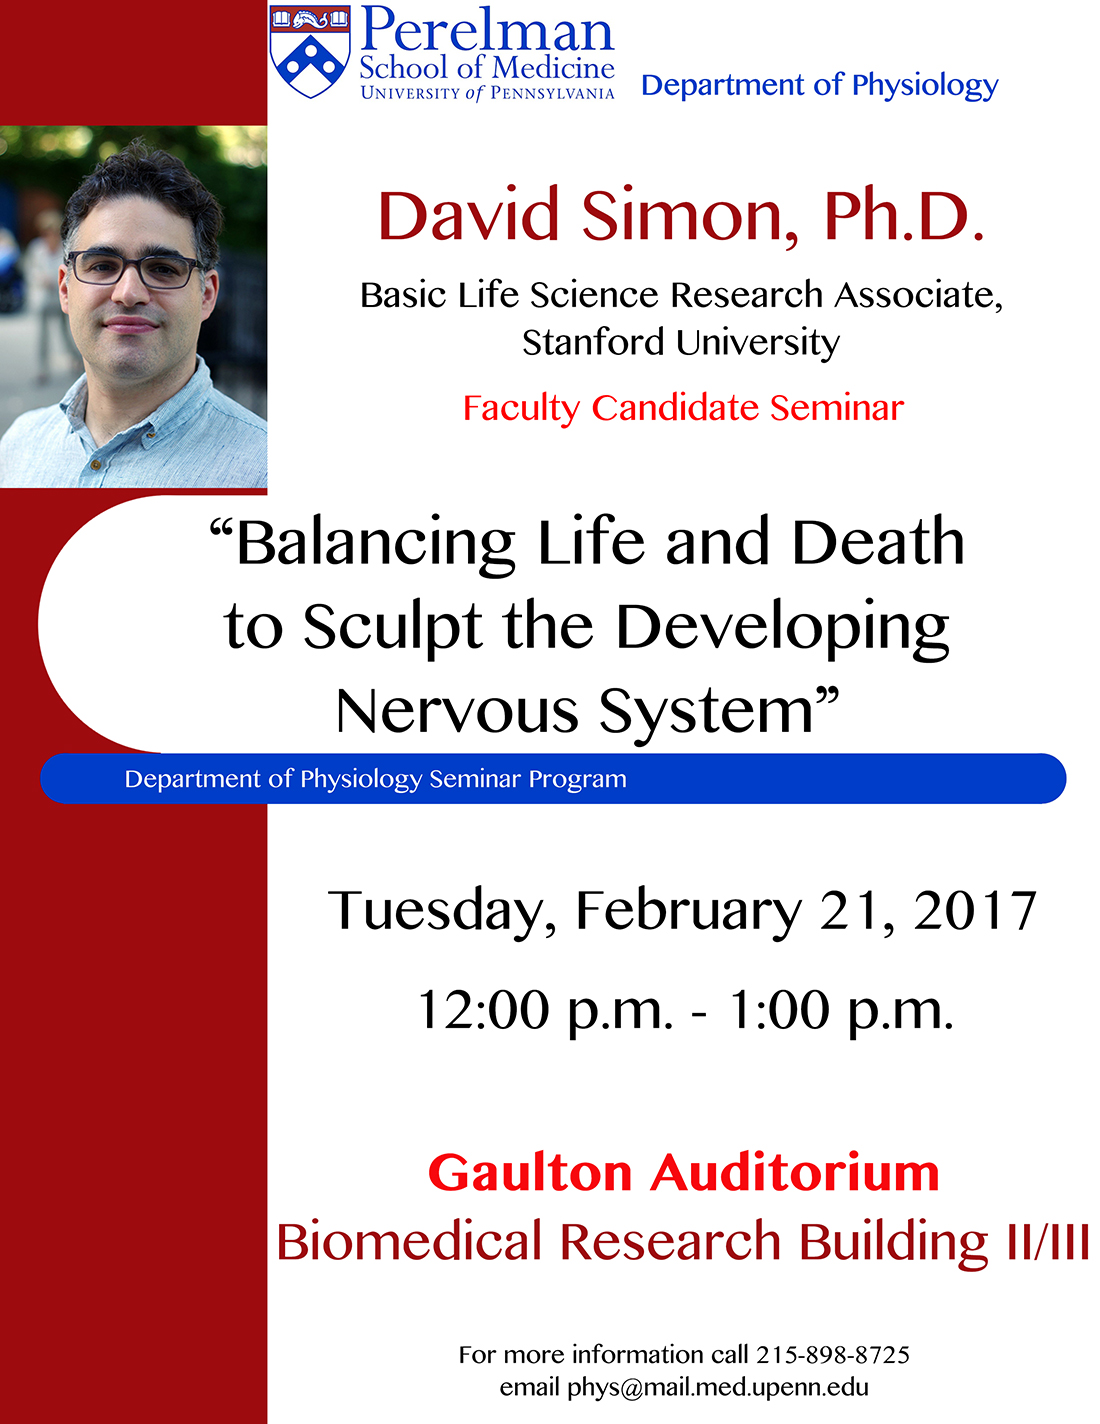 Perelman
School of Medicine
University of Pennsylvania
Department of Physiology
David Simon, Ph.D.
Basic Life Science Research Associate,
Stanford University
Faculty Candidate Seminar
“Balancing Life and Death
to Sculpt the Developing
Nervous System”
Department of Physiology Seminar Program
Tuesday, February 21, 2017
12:00 p.m. - 1:00 p.m.
Gaulton Auditorium
Biomedical Research Building II/III
For more information call 215-898-8725
email phys@mail.med.upenn.edu